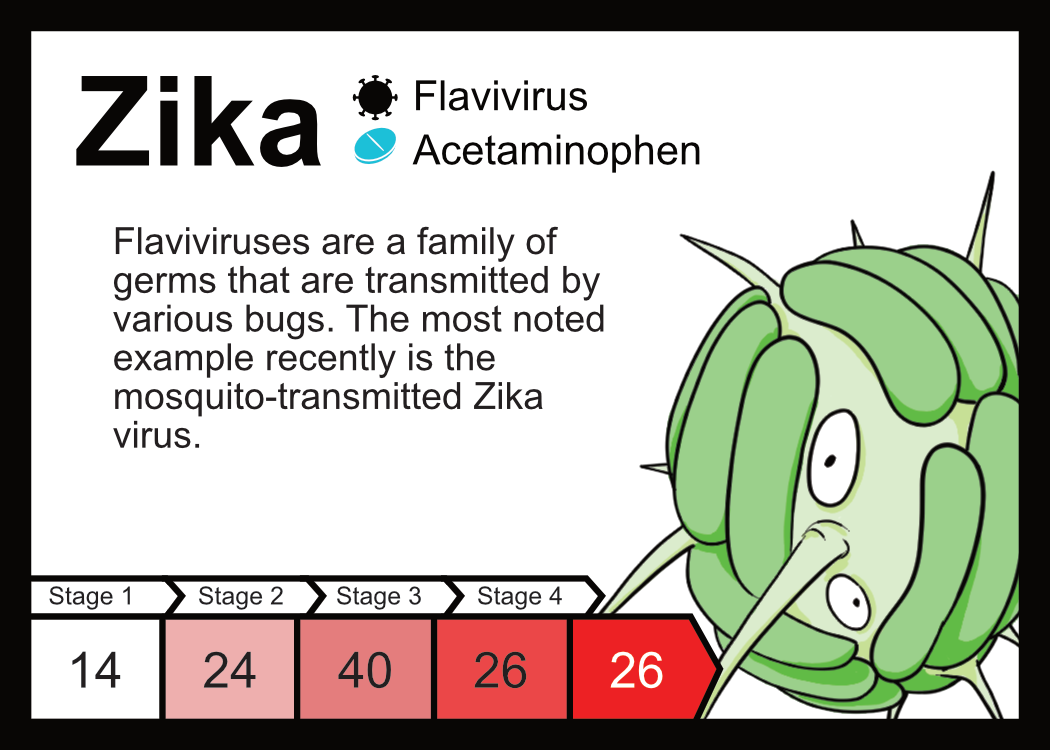 Zika
Flavivirus
Acetaminophen
Flaviviruses are a family of
germs that are transmitted by
various bugs. The most noted
example recently is the
mosquito-transmitted Zika
virus.
Stage 1 Stage 2 Stage 3 Stage 4
14 24 40 26 26